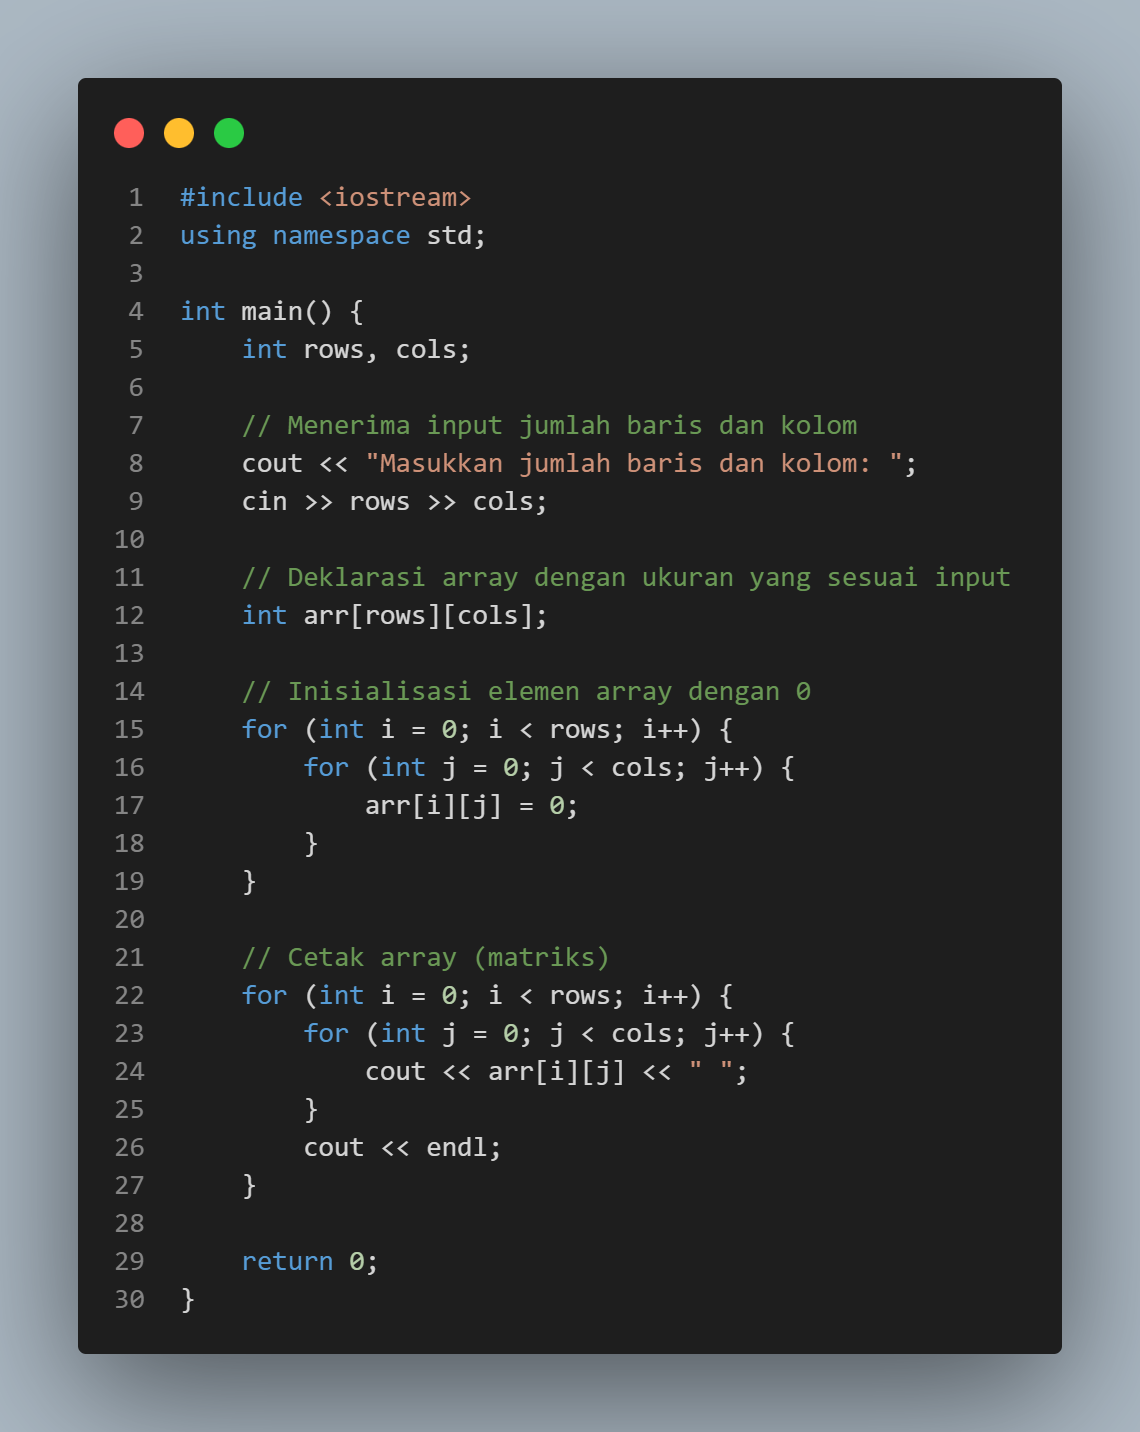 1 #include <iostream>
2 using namespace std;
3
4 int main() {
5     int rows, cols;
6
7     // Menerima input jumlah baris dan kolom
8     cout << "Masukkan jumlah baris dan kolom: ";
9     cin >> rows >> cols;
10
11     // Deklarasi array dengan ukuran yang sesuai input
12     int arr[rows][cols];
13
14     // Inisialisasi elemen array dengan 0
15     for (int i = 0; i < rows; i++) {
16         for (int j = 0; j < cols; j++) {
17             arr[i][j] = 0;
18         }
19     }
20
21     // Cetak array (matriks)
22     for (int i = 0; i < rows; i++) {
23         for (int j = 0; j < cols; j++) {
24             cout << arr[i][j] << " ";
25         }
26         cout << endl;
27     }
28
29     return 0;
30 }